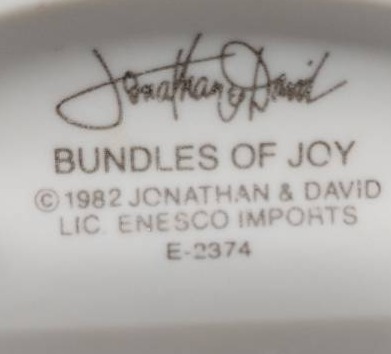 Jonathan & David
BUNDLES OF JOY
© 1982 JONATHAN & DAVID
LIC. ENESCO IMPORTS
E-2374